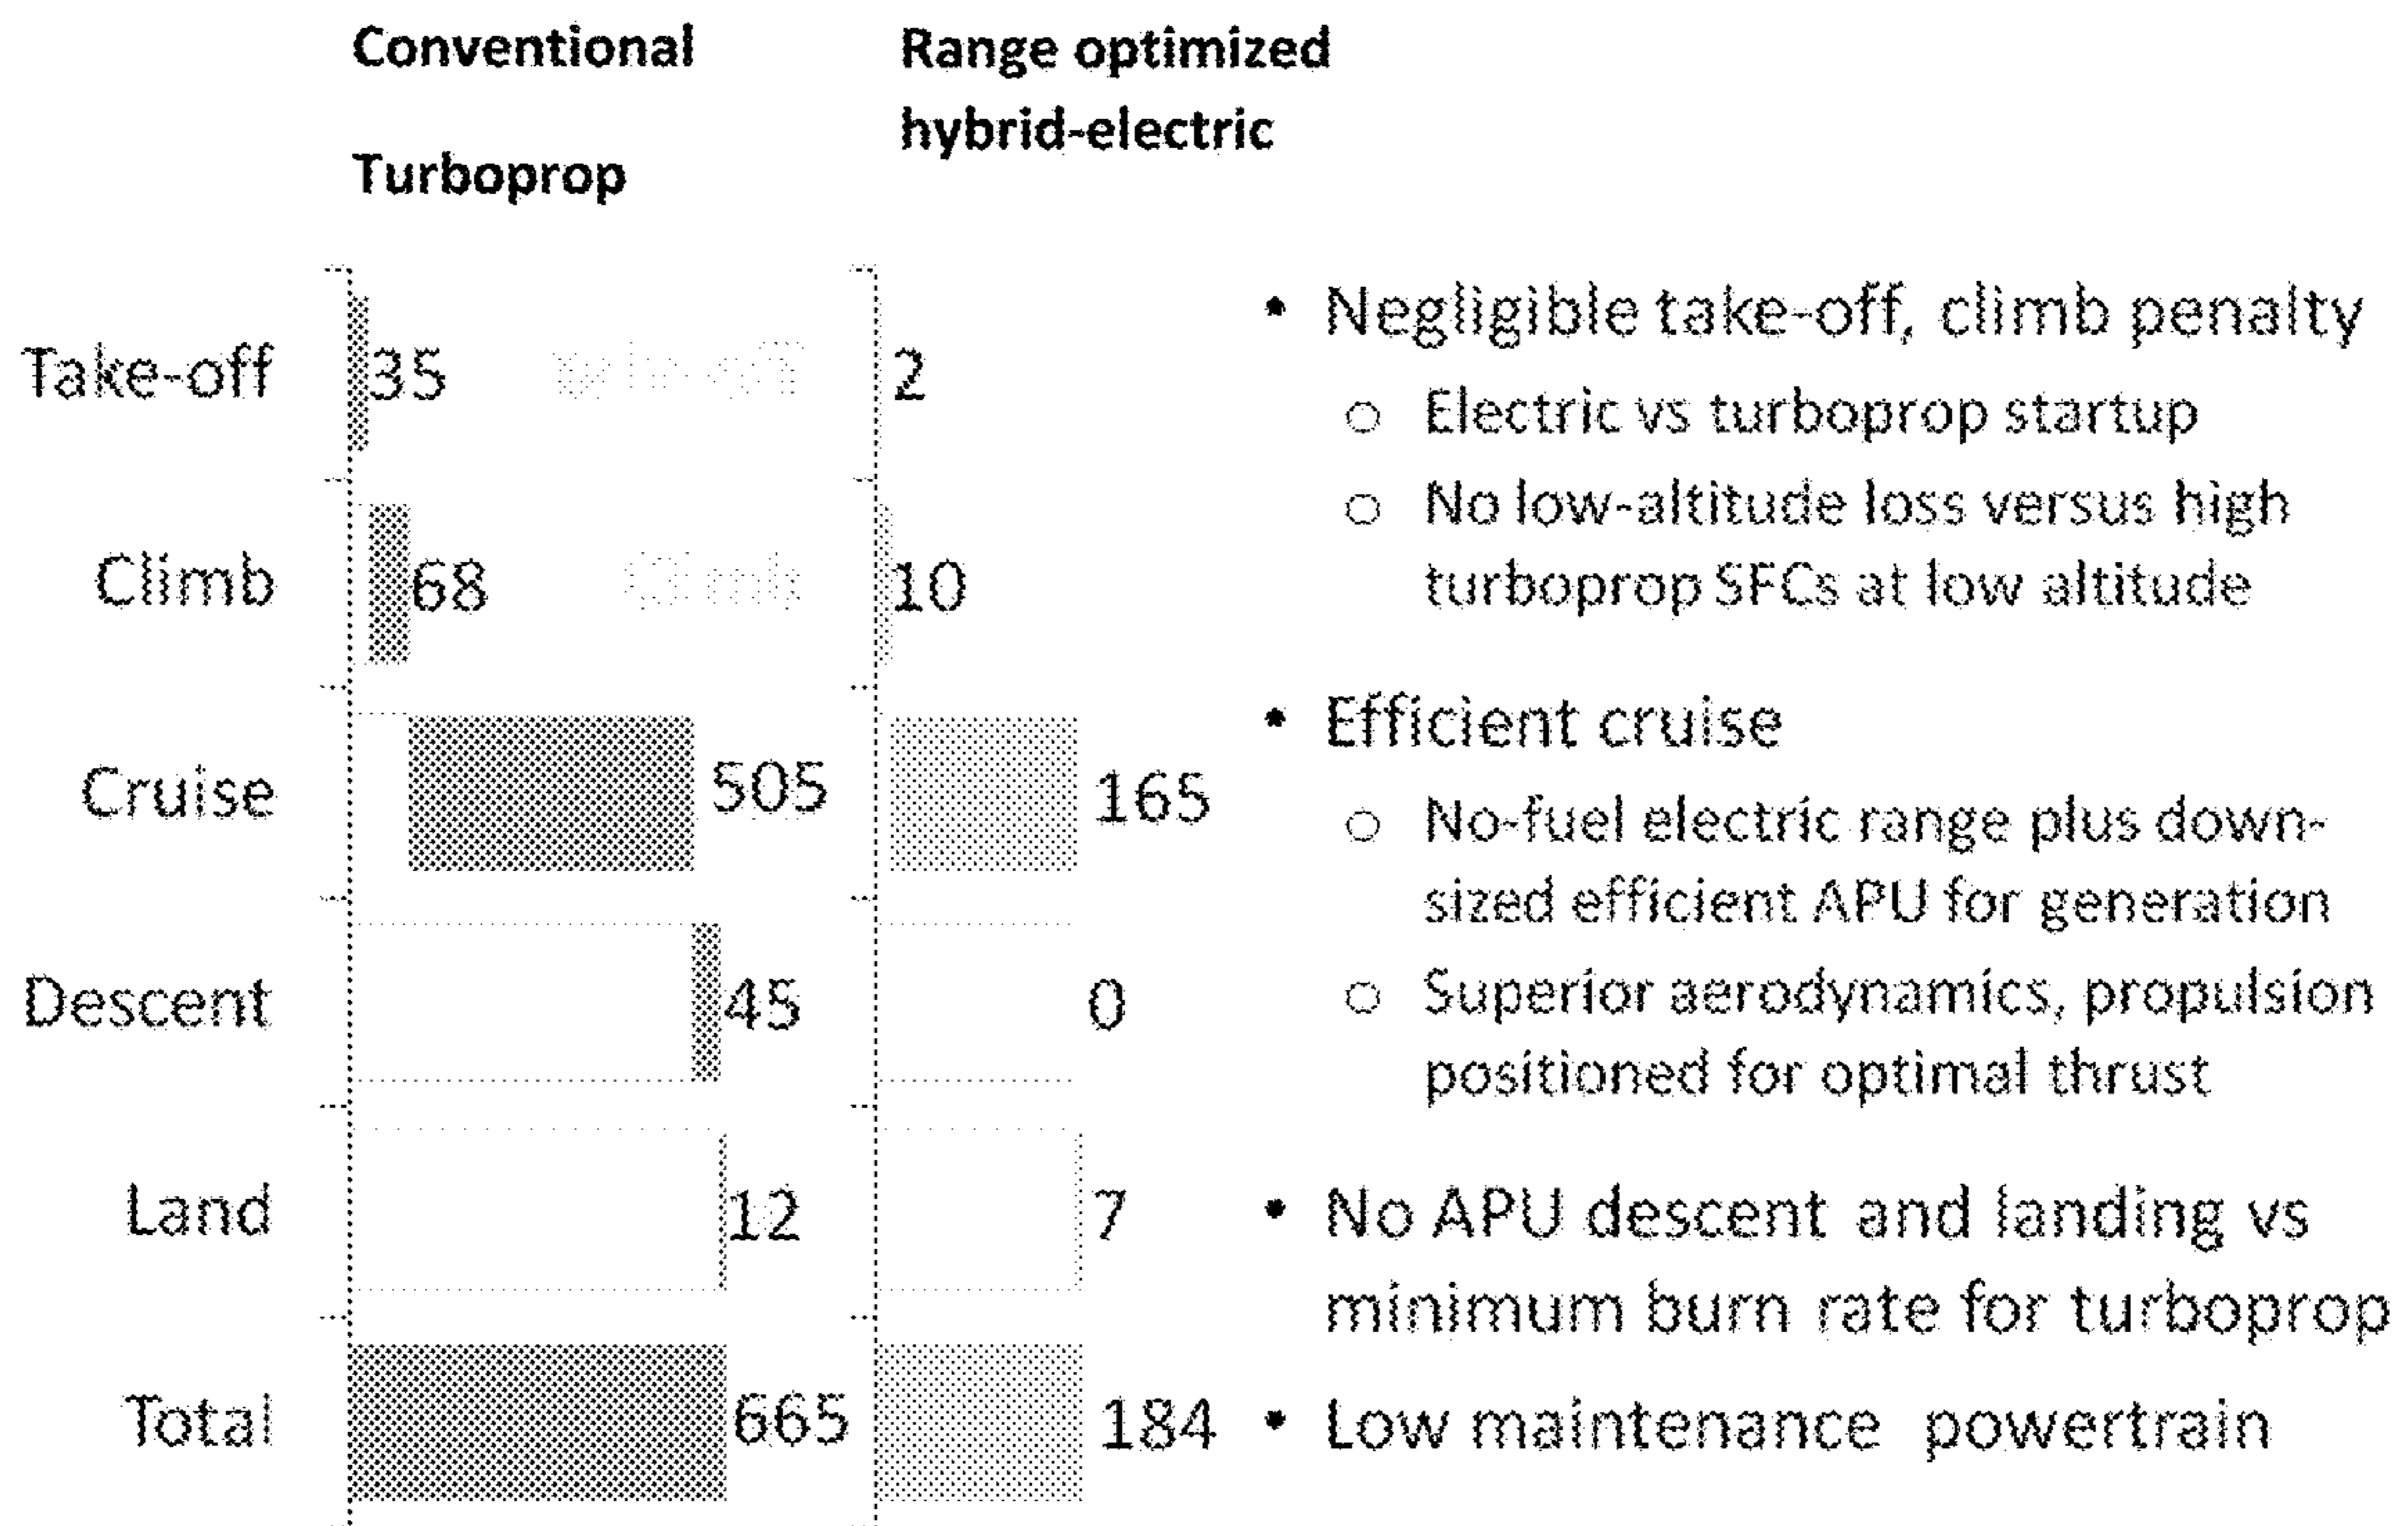 Conventional
Turboprop
Range optimized
hybrid-electric
Take-off
35
2
Climb
68
10
Cruise
505
165
Descent
45
0
Land
12
7
Total
665
184
• Negligible take-off, climb penalty
○ Electric vs turboprop startup
○ No low-altitude loss versus high
turboprop SFCs at low altitude
• Efficient cruise
○ No-fuel electric range plus down-
sized efficient APU for generation
○ Superior aerodynamics, propulsion
positioned for optimal thrust
• No APU descent and landing vs
minimum burn rate for turboprop
• Low maintenance powertrain